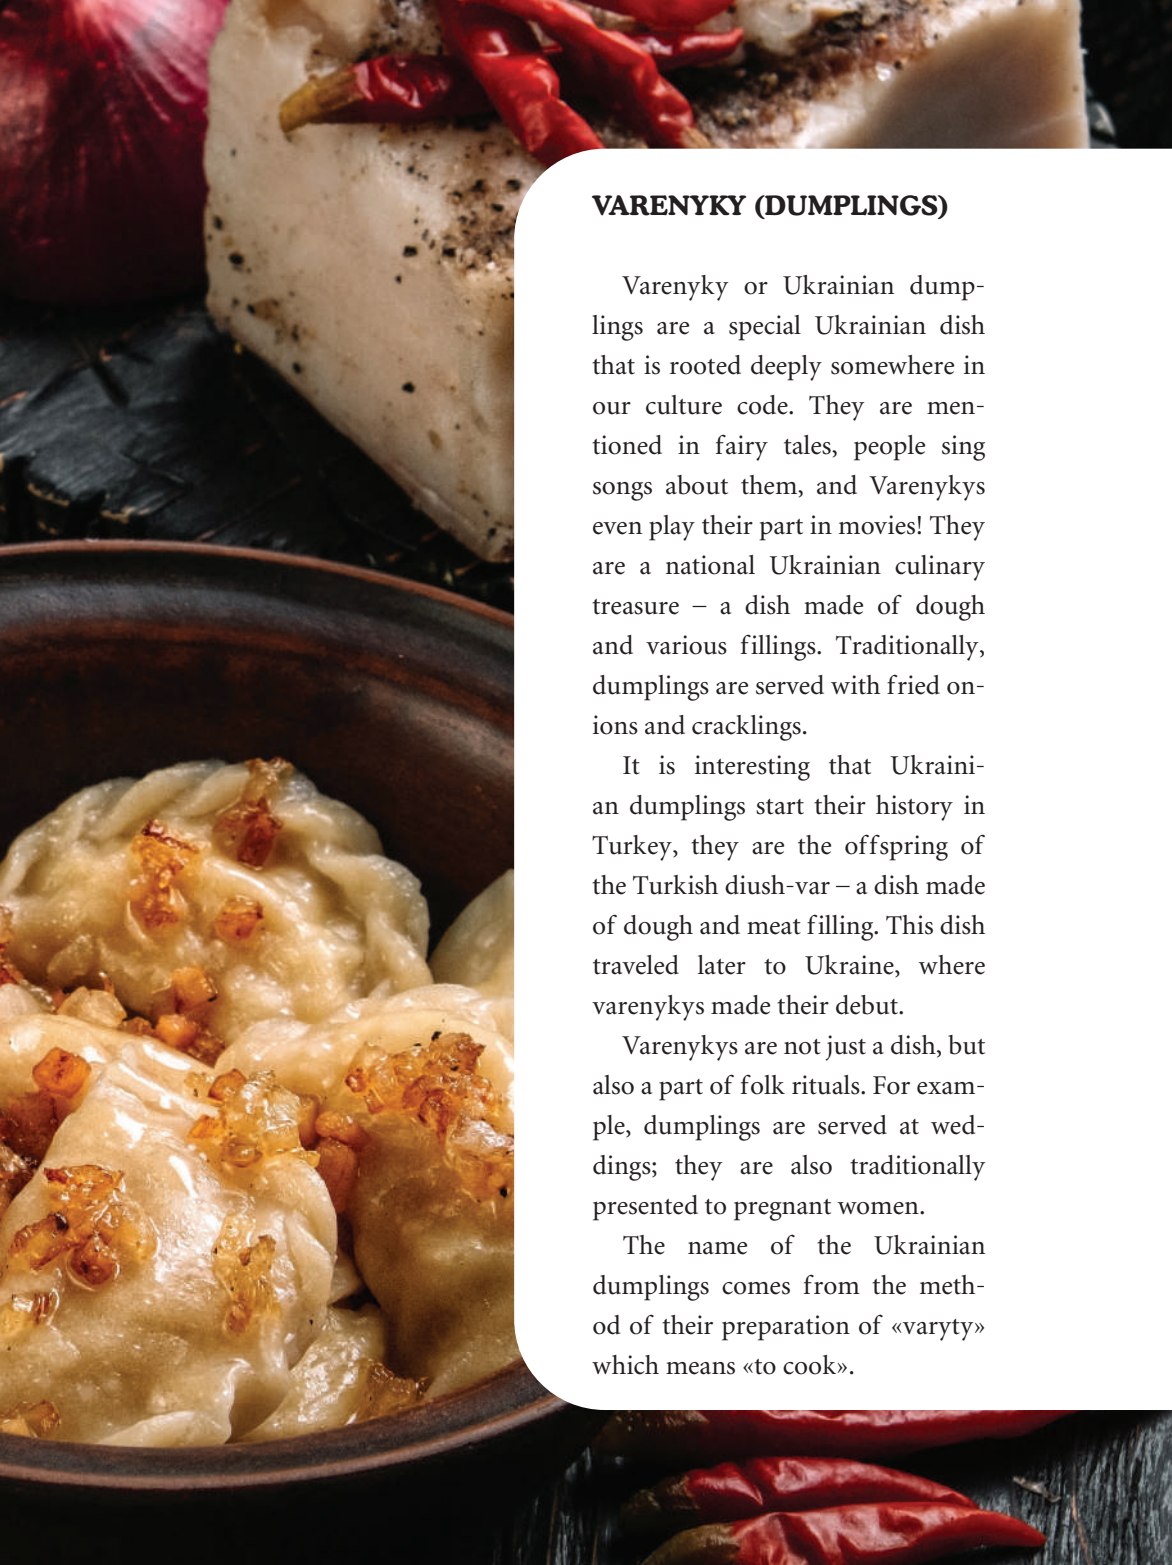 VARENYKY (DUMPLINGS)
Varenyky or Ukrainian dump-
lings are a special Ukrainian dish
that is rooted deeply somewhere in
our culture code. They are men-
tioned in fairy tales, people sing
songs about them, and Varenykys
even play their part in movies! They
are a national Ukrainian culinary
treasure – a dish made of dough
and various fillings. Traditionally,
dumplings are served with fried on-
ions and cracklings.
It is interesting that Ukraini-
an dumplings start their history in
Turkey, they are the offspring of
the Turkish diush-var – a dish made
of dough and meat filling. This dish
traveled later to Ukraine, where
varenykys made their debut.
Varenykys are not just a dish, but
also a part of folk rituals. For exam-
ple, dumplings are served at wed-
dings; they are also traditionally
presented to pregnant women.
The name of the Ukrainian
dumplings comes from the meth-
od of their preparation of «varyty»
which means «to cook».